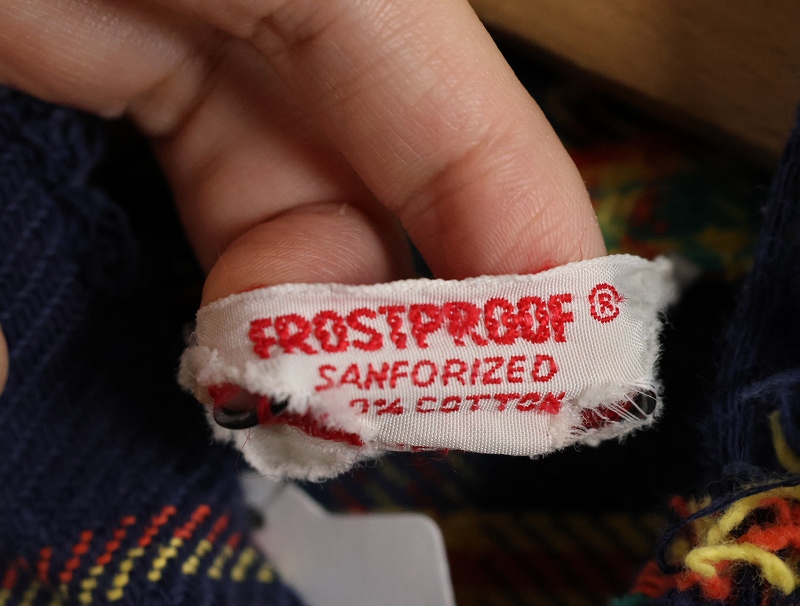 FROSTPROOF ®
SANFORIZED
% COTTON